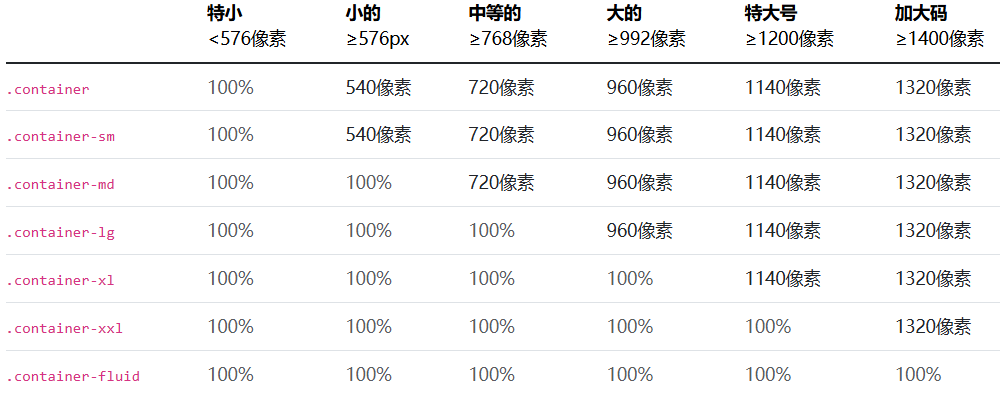 特小 小的 中等的 大的 特大号 加大码
<576像素 ≥576px ≥768像素 ≥992像素 ≥1200像素 ≥1400像素
.container 100% 540像素 720像素 960像素 1140像素 1320像素
.container-sm 100% 540像素 720像素 960像素 1140像素 1320像素
.container-md 100% 100% 720像素 960像素 1140像素 1320像素
.container-lg 100% 100% 100% 960像素 1140像素 1320像素
.container-xl 100% 100% 100% 100% 1140像素 1320像素
.container-xxl 100% 100% 100% 100% 100% 1320像素
.container-fluid 100% 100% 100% 100% 100% 100%